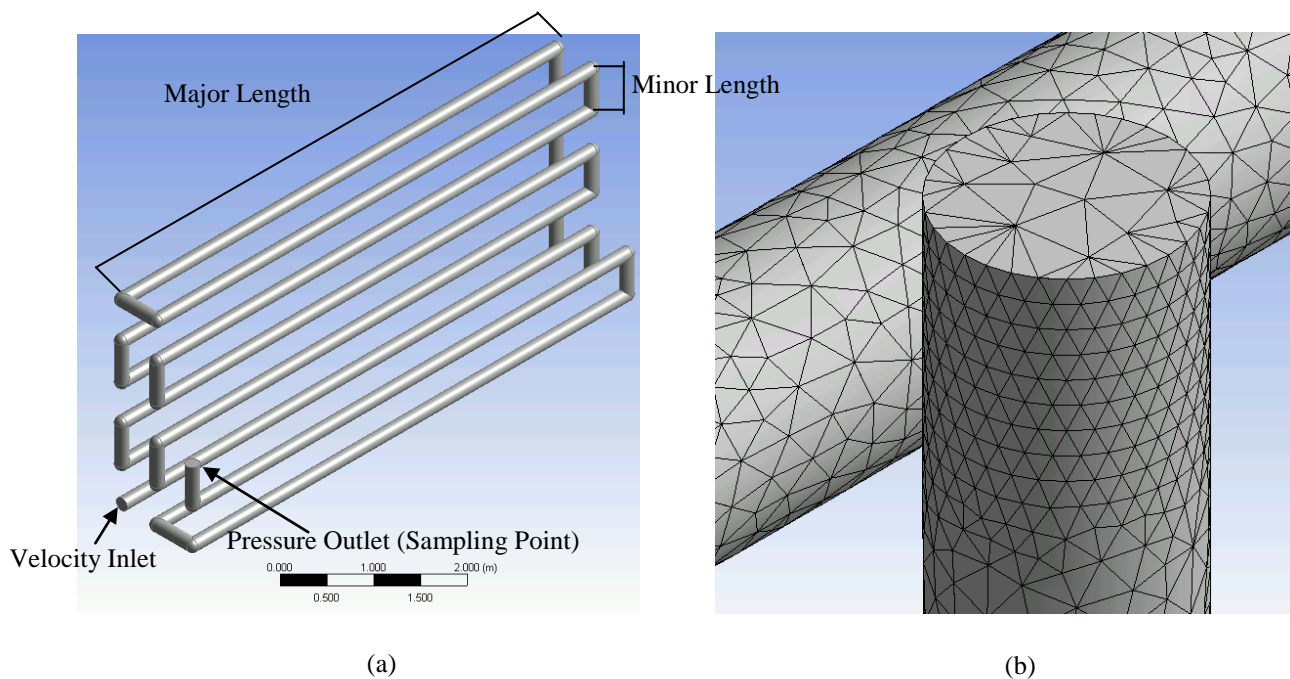 Major Length
Minor Length
Velocity Inlet
Pressure Outlet (Sampling Point)
0.000 1.000 2.000 (m)
0.500 1.500
(a)
(b)